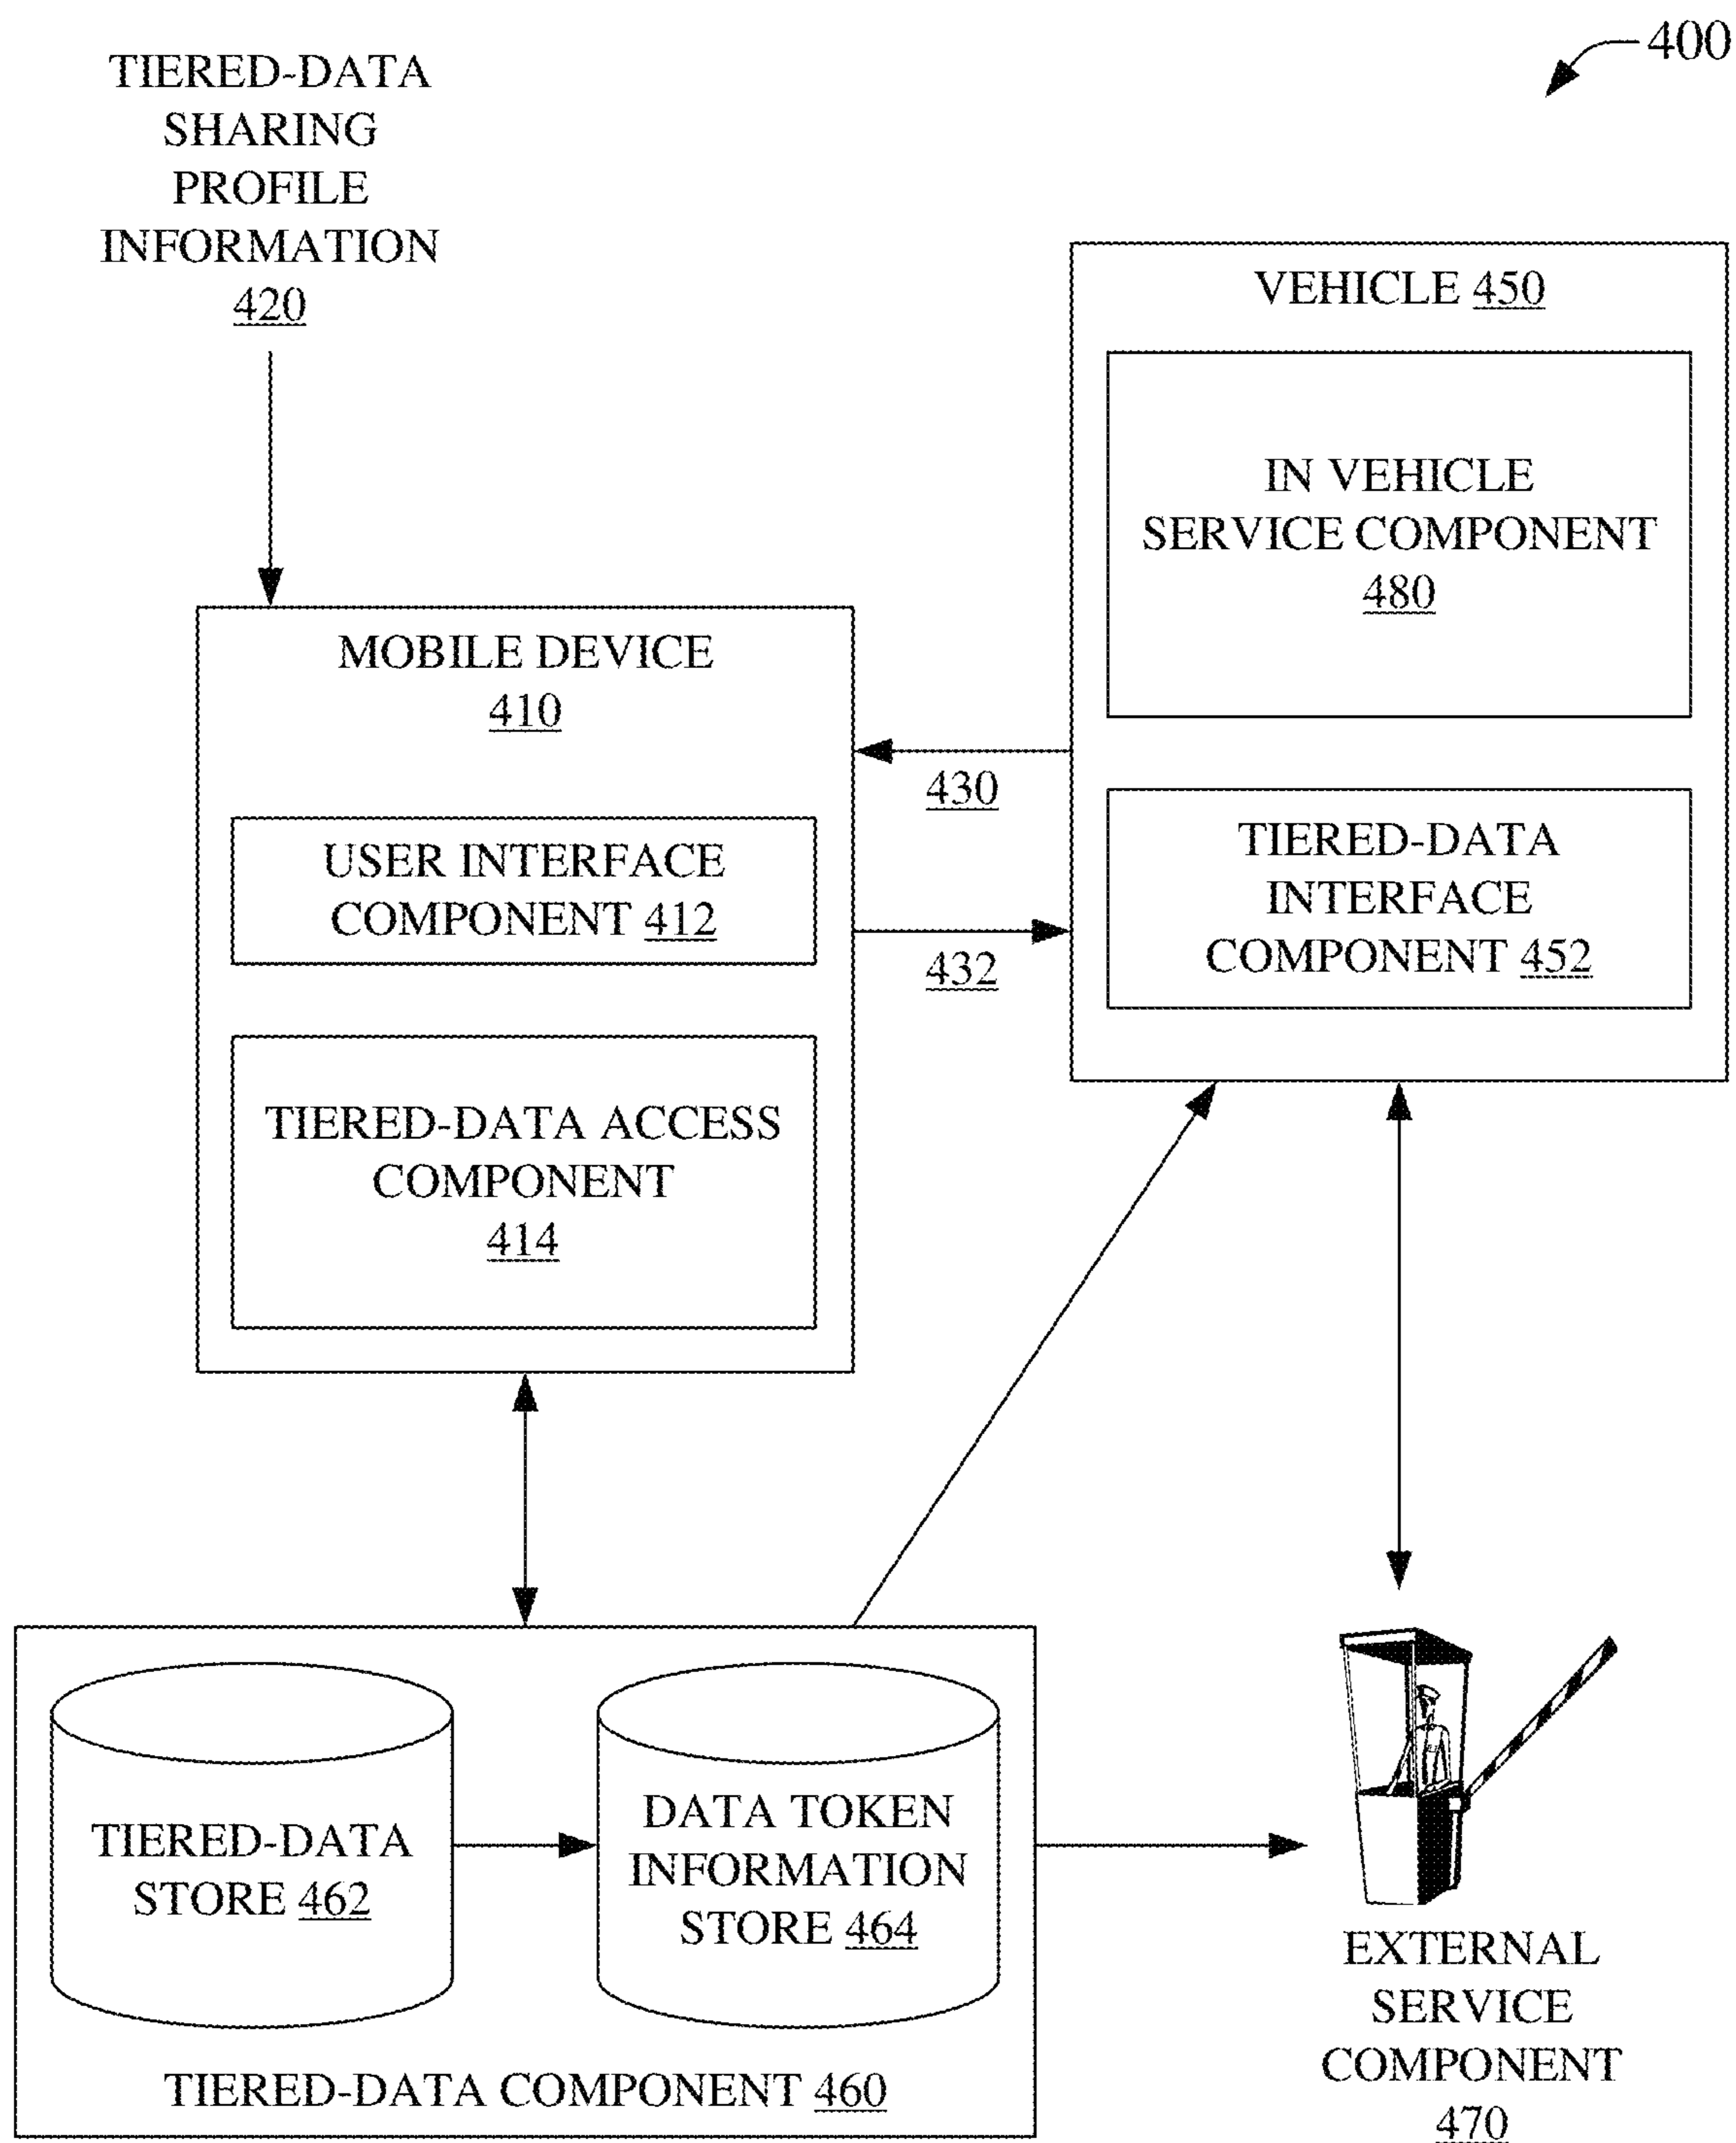 400
TIERED-DATA
SHARING
PROFILE
INFORMATION
420
VEHICLE 450
IN VEHICLE
SERVICE COMPONENT
480
MOBILE DEVICE
410
430
USER INTERFACE
COMPONENT 412
432
TIERED-DATA
INTERFACE
COMPONENT 452
TIERED-DATA ACCESS
COMPONENT
414
TIERED-DATA
STORE 462
DATA TOKEN
INFORMATION
STORE 464
TIERED-DATA COMPONENT 460
EXTERNAL
SERVICE
COMPONENT
470